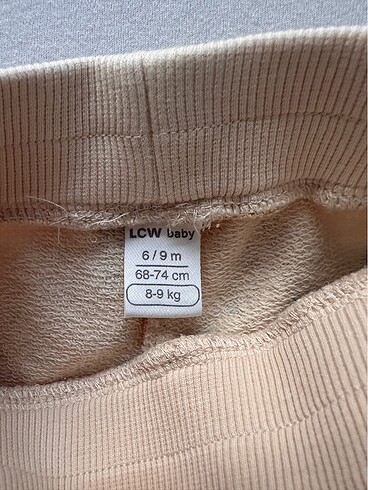 LCW baby
6 / 9 m
68-74 cm
8-9 kg